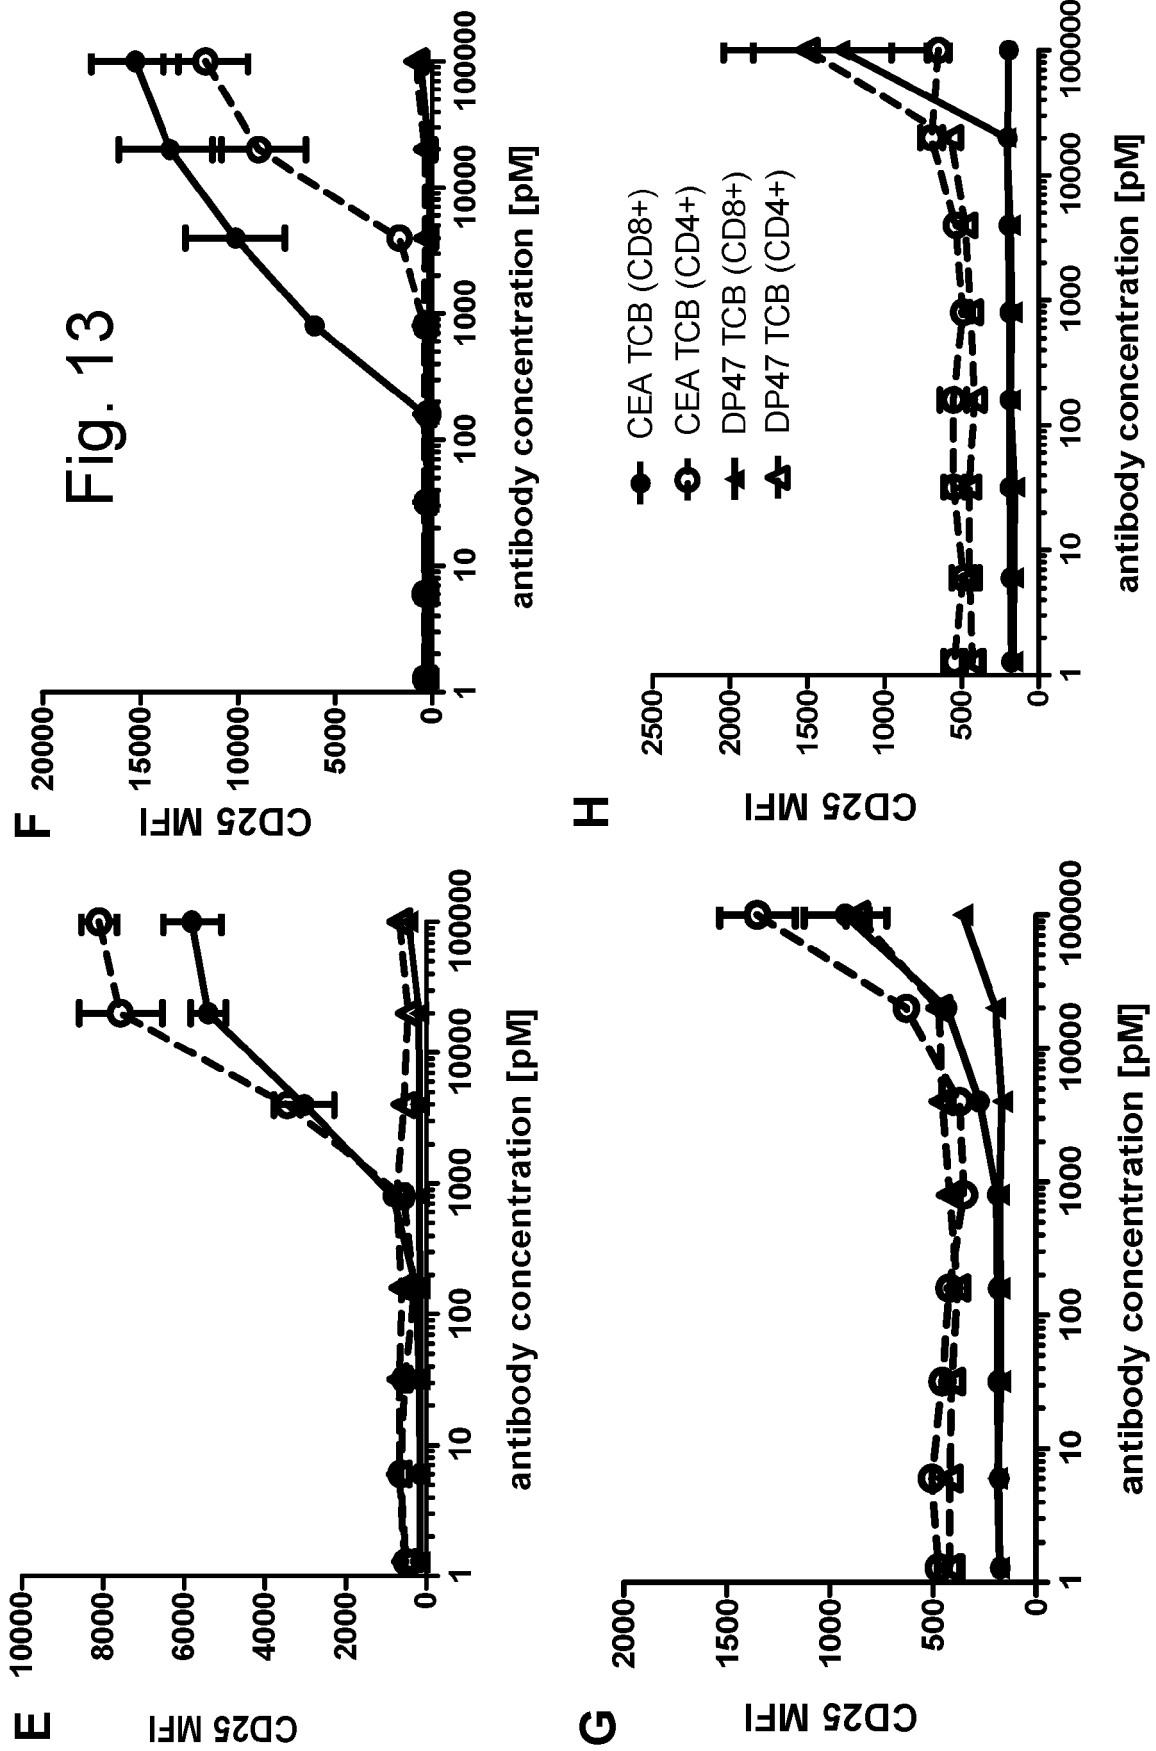 Fig. 13
E
CD25 MFI
10000
8000
6000
4000
2000
0
1
10
100
1000
10000
100000
antibody concentration [pM]
F
CD25 MFI
20000
15000
10000
5000
0
1
10
100
1000
10000
100000
antibody concentration [pM]
G
CD25 MFI
2000
1500
1000
500
0
1
10
100
1000
10000
100000
antibody concentration [pM]
H
CD25 MFI
2500
2000
1500
1000
500
0
1
10
100
1000
10000
100000
antibody concentration [pM]
CEA TCB (CD8+)
CEA TCB (CD4+)
DP47 TCB (CD8+)
DP47 TCB (CD4+)